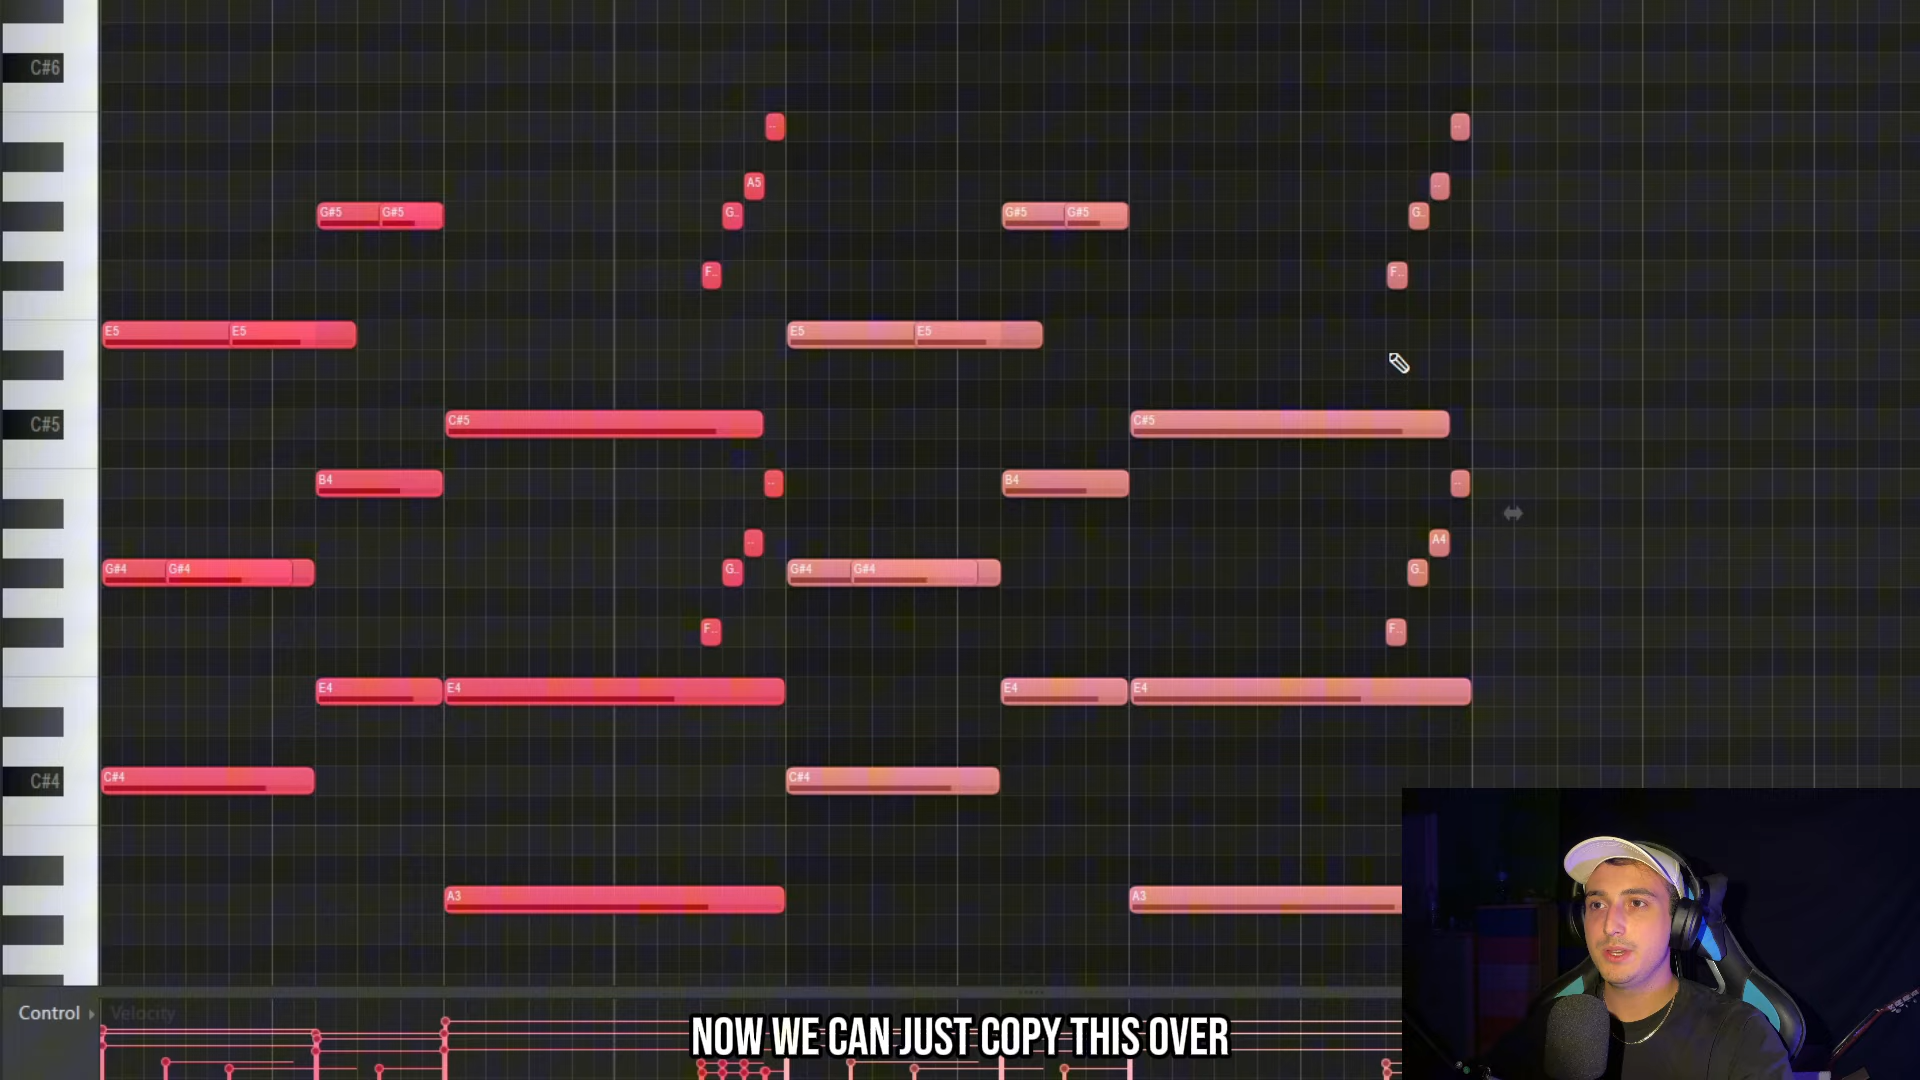 C#6
A5
G#5 G#5 G.. G#5 G#5 G..
F.. F..
E5 E5 E5 E5
C#5 C#5 C#5
B4 B4
A4
G#4 G#4 G.. G#4 G#4 G..
F.. F..
E4 E4 E4 E4
C#4 C#4 C#4
A3 A3
Control Velocity
NOW WE CAN JUST COPY THIS OVER